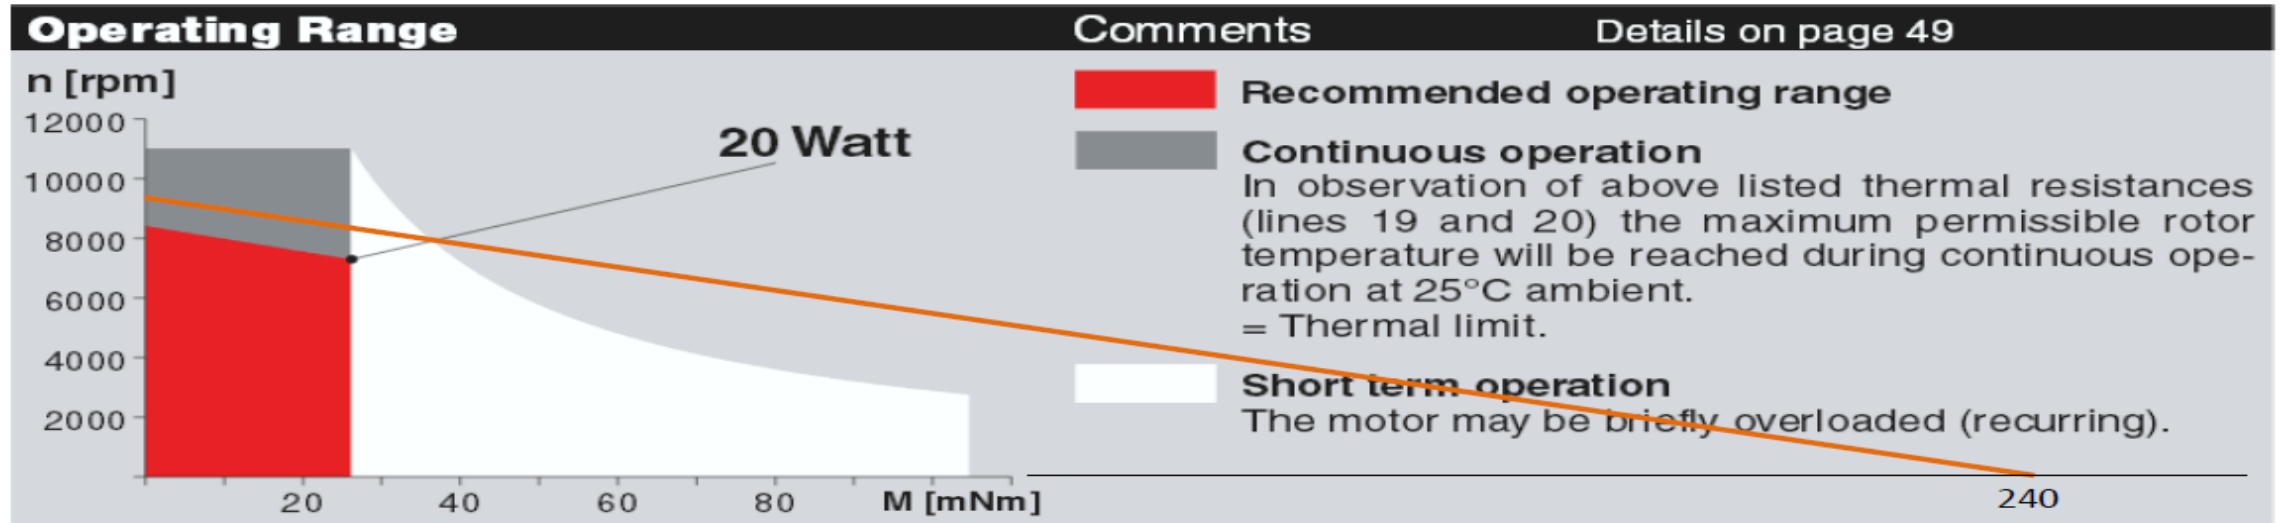 Operating Range
Comments
Details on page 49
n [rpm]
12000
10000
8000
6000
4000
2000
20 Watt
20
40
60
80
M [mNm]
240
Recommended operating range
Continuous operation
In observation of above listed thermal resistances
(lines 19 and 20) the maximum permissible rotor
temperature will be reached during continuous ope-
ration at 25°C ambient.
= Thermal limit.
Short term operation
The motor may be briefly overloaded (recurring).